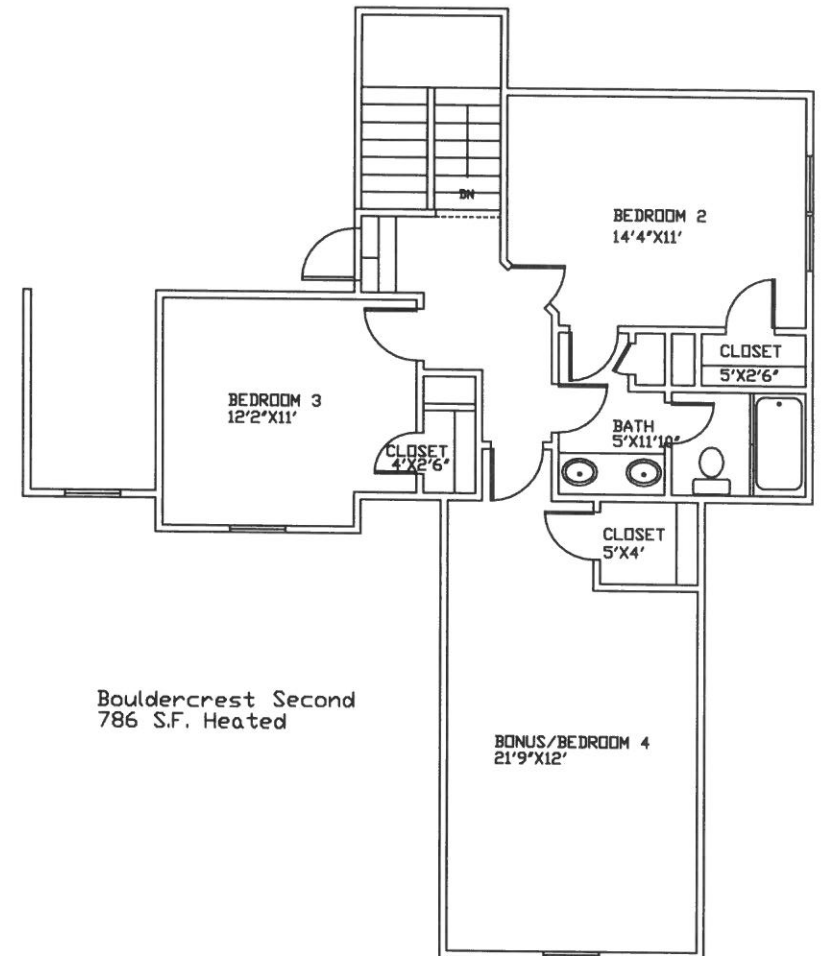 DN
BEDROOM 2
14'4"X11'
CLOSET
5'X2'6"
BEDROOM 3
12'2"X11'
CLOSET
4'X2'6"
BATH
5'X11'10"
CLOSET
5'X4'
Bouldercrest Second
786 S.F. Heated
BONUS/BEDROOM 4
21'9"X12'